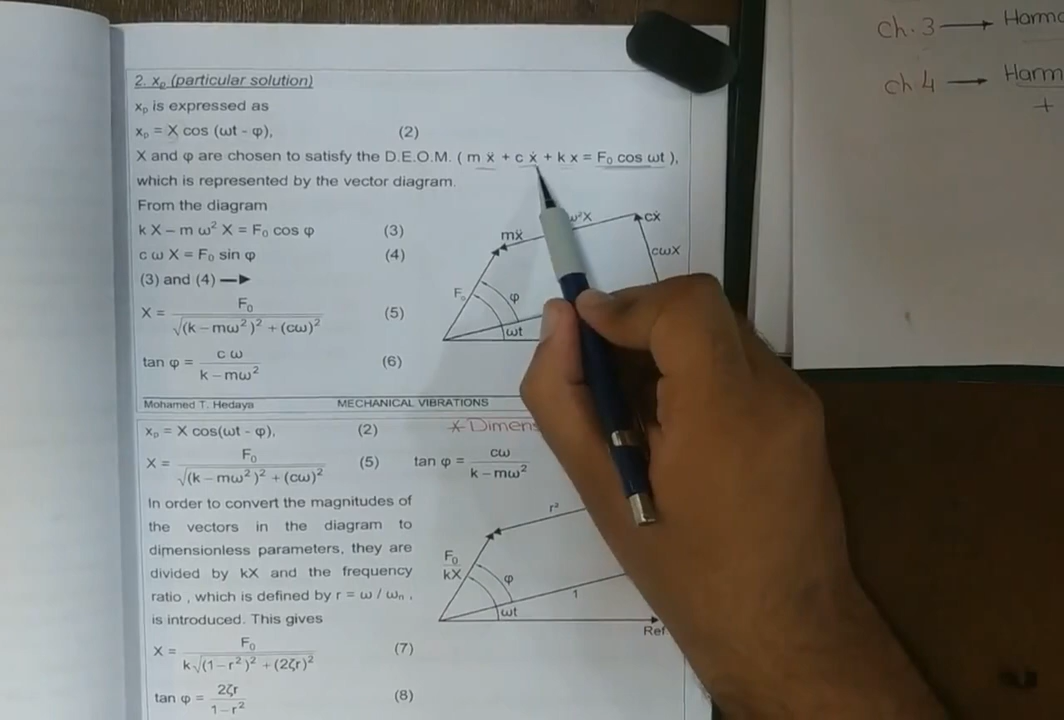 2. xₚ (particular solution)
xₚ is expressed as
xₚ = X cos (ωt - φ), (2)
X and φ are chosen to satisfy the D.E.O.M. ( m ẍ + c ẋ + k x = F₀ cos ωt ),
which is represented by the vector diagram.
From the diagram
k X – m ω² X = F₀ cos φ (3)
c ω X = F₀ sin φ (4)
(3) and (4)
X = F₀ / √(k – mω²)² + (cω)² (5)
tan φ = c ω / k – mω² (6)
ω²X
cẋ
mẍ
cωX
F₀
φ
ωt
Mohamed T. Hedaya MECHANICAL VIBRATIONS
xₚ = X cos(ωt - φ), (2)
X = F₀ / √(k – mω²)² + (cω)² (5) tan φ = cω / k – mω²
In order to convert the magnitudes of
the vectors in the diagram to
dimensionless parameters, they are
divided by kX and the frequency
ratio , which is defined by r = ω / ωₙ ,
is introduced. This gives
X = F₀ / k√(1 – r²)² + (2ζr)² (7)
tan φ = 2ζr / 1 – r² (8)
r²
F₀ / kX
φ
1
ωt
Ref
Ch. 3 →
ch 4 →
+